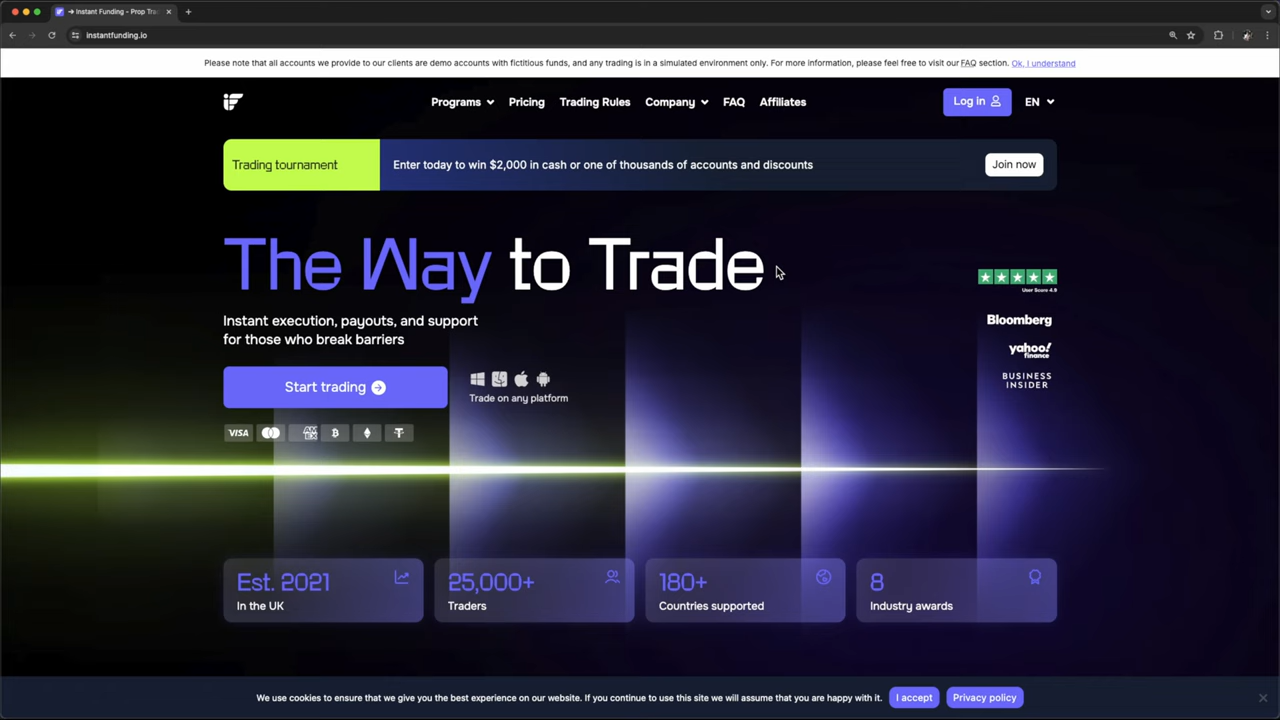 → Instant Funding - Prop Tra
instantfunding.io
Please note that all accounts we provide to our clients are demo accounts with fictitious funds, and any trading is in a simulated environment only. For more information, please feel free to visit our FAQ section. Ok, I understand
Programs Pricing Trading Rules Company FAQ Affiliates Log in EN
Trading tournament Enter today to win $2,000 in cash or one of thousands of accounts and discounts Join now
The Way to Trade
User Score 4.8
Bloomberg
yahoo!
finance
BUSINESS
INSIDER
Instant execution, payouts, and support
for those who break barriers
Start trading
Trade on any platform
VISA AMEX
Est. 2021
In the UK
25,000+
Traders
180+
Countries supported
8
Industry awards
We use cookies to ensure that we give you the best experience on our website. If you continue to use this site we will assume that you are happy with it. I accept Privacy policy